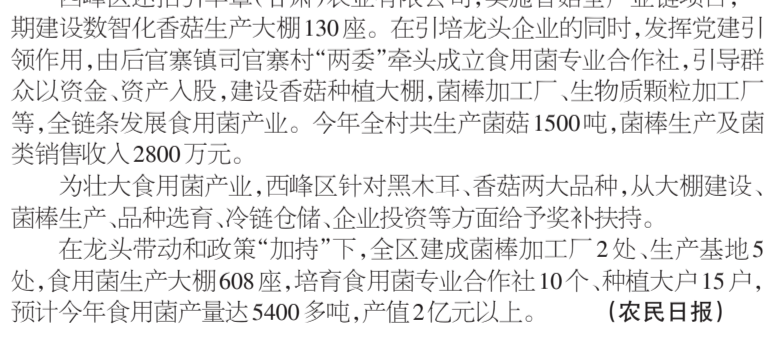 期建设数智化香菇生产大棚130座。在引培龙头企业的同时,发挥党建引
领作用,由后官寨镇司官寨村“两委”牵头成立食用菌专业合作社,引导群
众以资金、资产入股,建设香菇种植大棚,菌棒加工厂、生物质颗粒加工厂
等,全链条发展食用菌产业。今年全村共生产菌菇1500吨,菌棒生产及菌
类销售收入2800万元。
为壮大食用菌产业,西峰区针对黑木耳、香菇两大品种,从大棚建设、
菌棒生产、品种选育、冷链仓储、企业投资等方面给予奖补扶持。
在龙头带动和政策“加持”下,全区建成菌棒加工厂2处、生产基地5
处,食用菌生产大棚608座,培育食用菌专业合作社10个、种植大户15户,
预计今年食用菌产量达5400多吨,产值2亿元以上。 (农民日报)